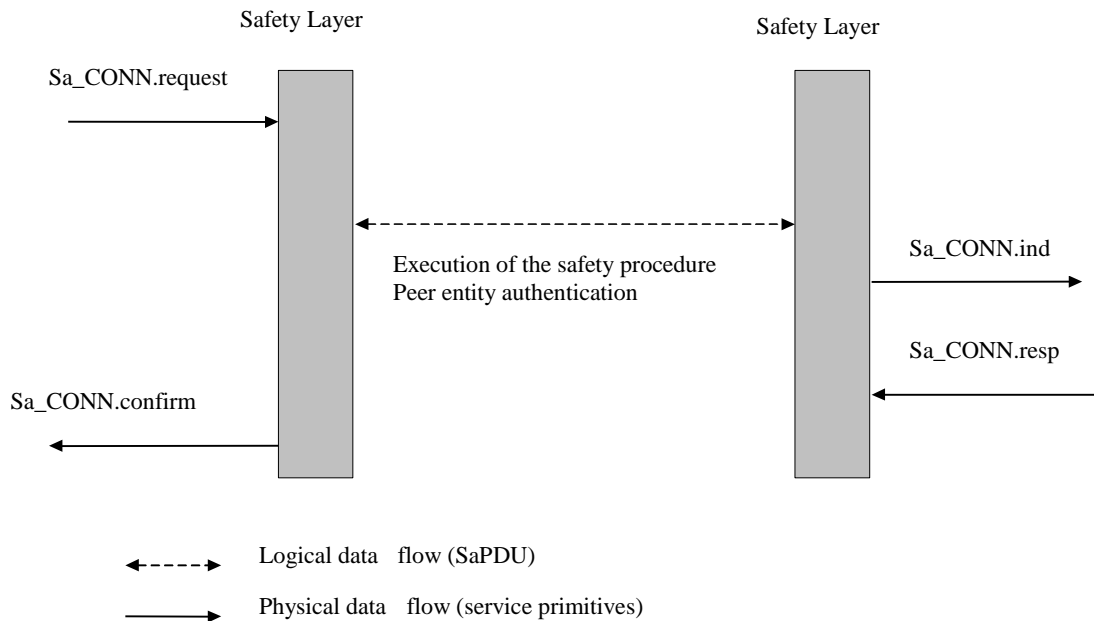 Safety Layer
Safety Layer
Sa_CONN.request
Execution of the safety procedure
Peer entity authentication
Sa_CONN.ind
Sa_CONN.resp
Sa_CONN.confirm
Logical data flow (SaPDU)
Physical data flow (service primitives)